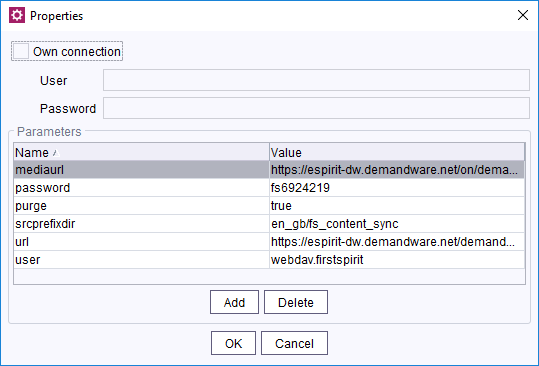 Properties
Own connection
User
Password
Parameters
Name Value
mediaurl https://espirit-dw.demandware.net/on/dema...
password fs6924219
purge true
srcprefixdir en_gb/fs_content_sync
url https://espirit-dw.demandware.net/demand...
user webdav.firstspirit
Add Delete
OK Cancel